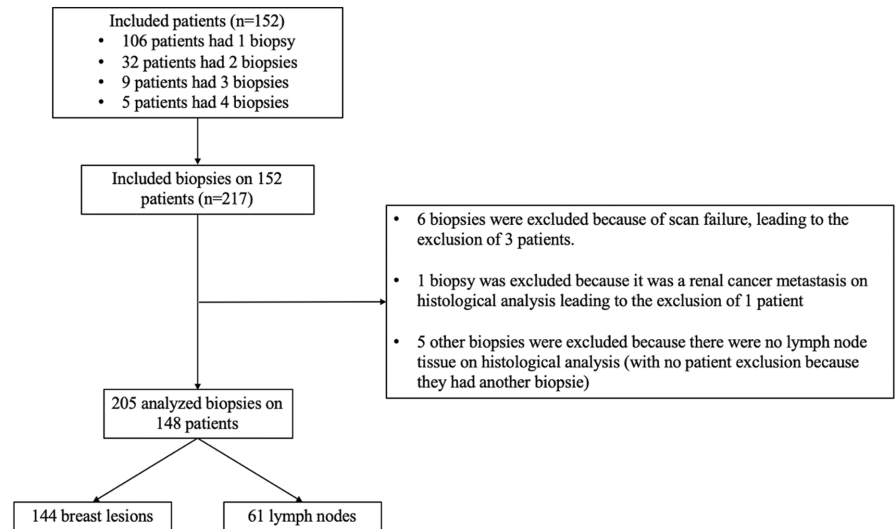 Included patients (n=152)
• 106 patients had 1 biopsy
• 32 patients had 2 biopsies
• 9 patients had 3 biopsies
• 5 patients had 4 biopsies
Included biopsies on 152
patients (n=217)
• 6 biopsies were excluded because of scan failure, leading to the
exclusion of 3 patients.
• 1 biopsy was excluded because it was a renal cancer metastasis on
histological analysis leading to the exclusion of 1 patient
• 5 other biopsies were excluded because there were no lymph node
tissue on histological analysis (with no patient exclusion because
they had another biopsie)
205 analyzed biopsies on
148 patients
144 breast lesions
61 lymph nodes